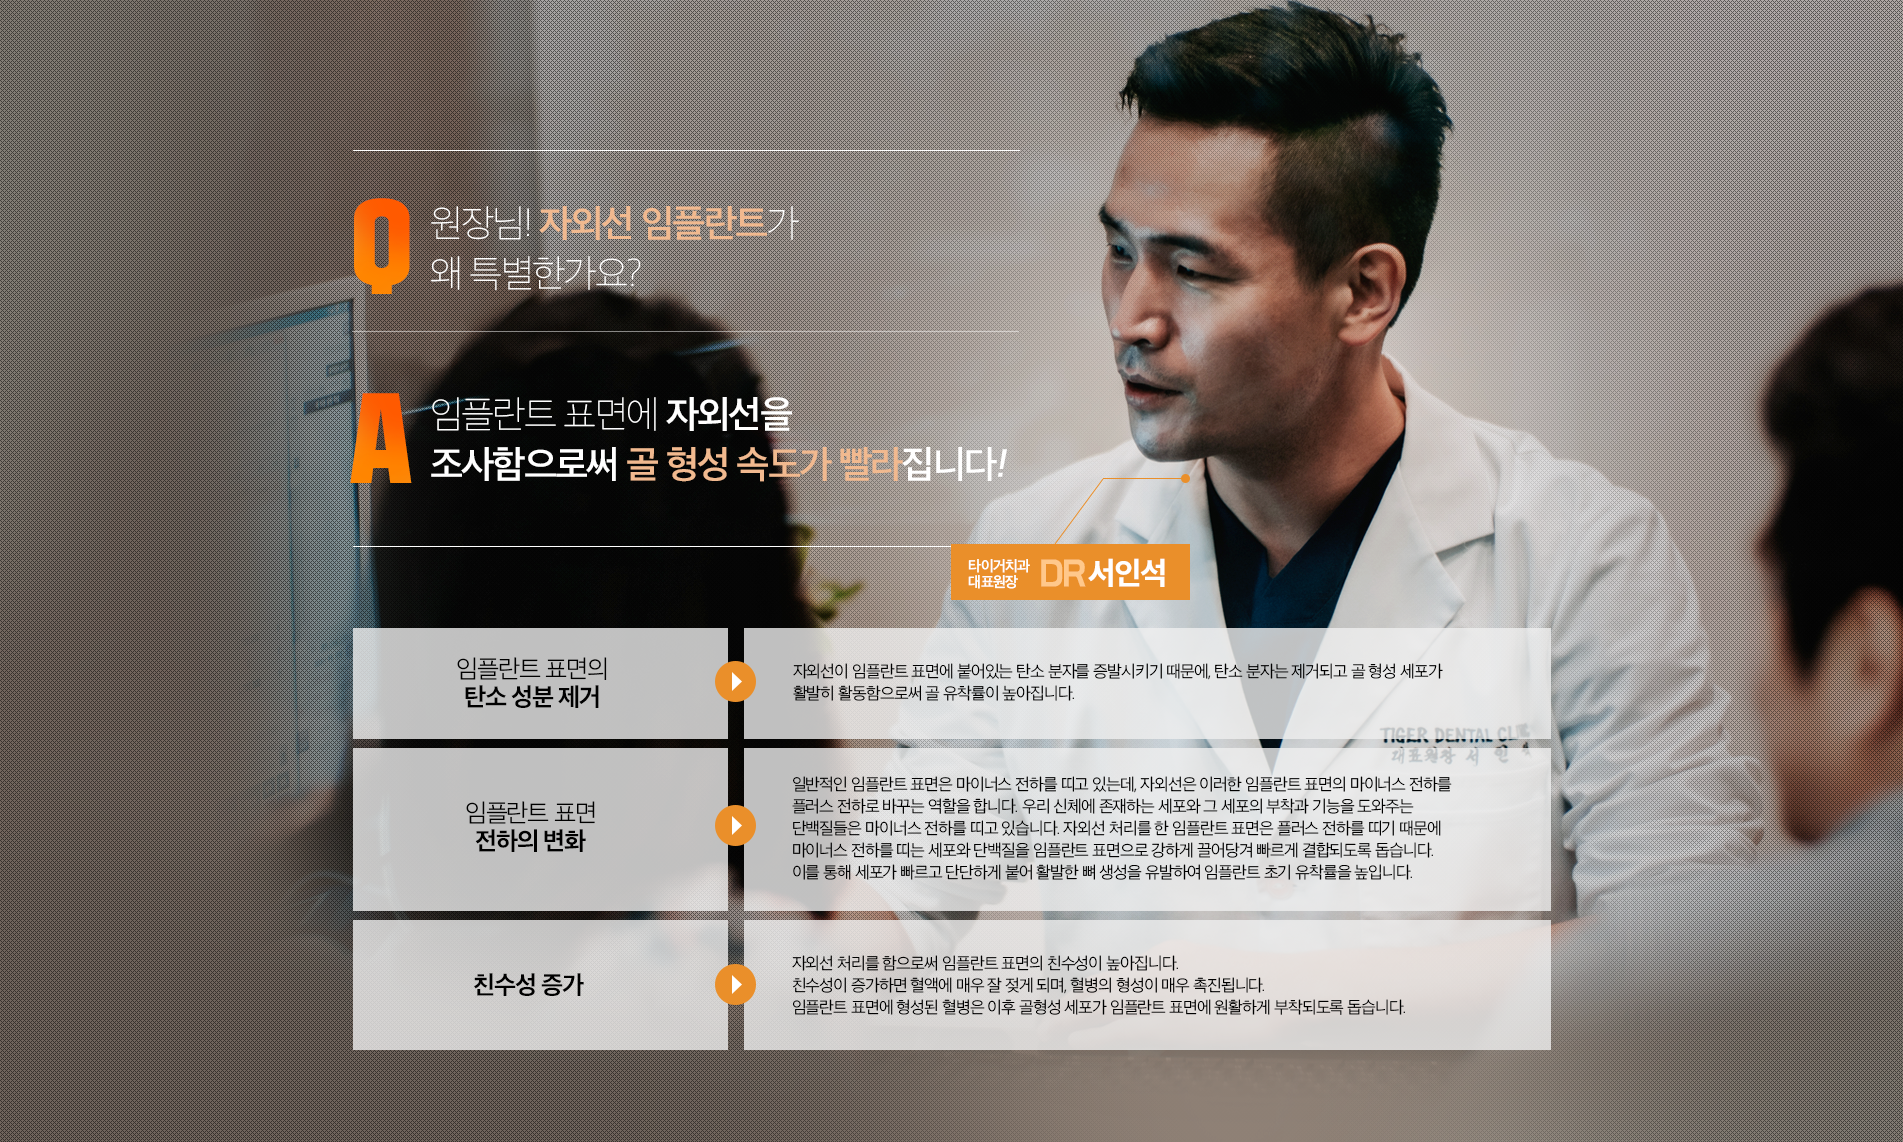 Q
원장님! 자외선 임플란트가
왜 특별한가요?
A
임플란트 표면에 자외선을
조사함으로써 골 형성 속도가 빨라집니다!
타이거치과
대표원장
DR 서인석
임플란트 표면의
탄소 성분 제거
자외선이 임플란트 표면에 붙어있는 탄소 분자를 증발시키기 때문에, 탄소 분자는 제거되고 골 형성 세포가
활발히 활동함으로써 골 유착률이 높아집니다.
TIGER DENTAL
대표원장 서 인
임플란트 표면
전하의 변화
일반적인 임플란트 표면은 마이너스 전하를 띠고 있는데, 자외선은 이러한 임플란트 표면의 마이너스 전하를
플러스 전하로 바꾸는 역할을 합니다. 우리 신체에 존재하는 세포와 그 세포의 부착과 기능을 도와주는
단백질들은 마이너스 전하를 띠고 있습니다. 자외선 처리를 한 임플란트 표면은 플러스 전하를 띠기 때문에
마이너스 전하를 띠는 세포와 단백질을 임플란트 표면으로 강하게 끌어당겨 빠르게 결합되도록 돕습니다.
이를 통해 세포가 빠르고 단단하게 붙어 활발한 뼈 생성을 유발하여 임플란트 초기 유착률을 높입니다.
친수성 증가
자외선 처리를 함으로써 임플란트 표면의 친수성이 높아집니다.
친수성이 증가하면 혈액에 매우 잘 젖게 되며, 혈병의 형성이 매우 촉진됩니다.
임플란트 표면에 형성된 혈병은 이후 골형성 세포가 임플란트 표면에 원활하게 부착되도록 돕습니다.